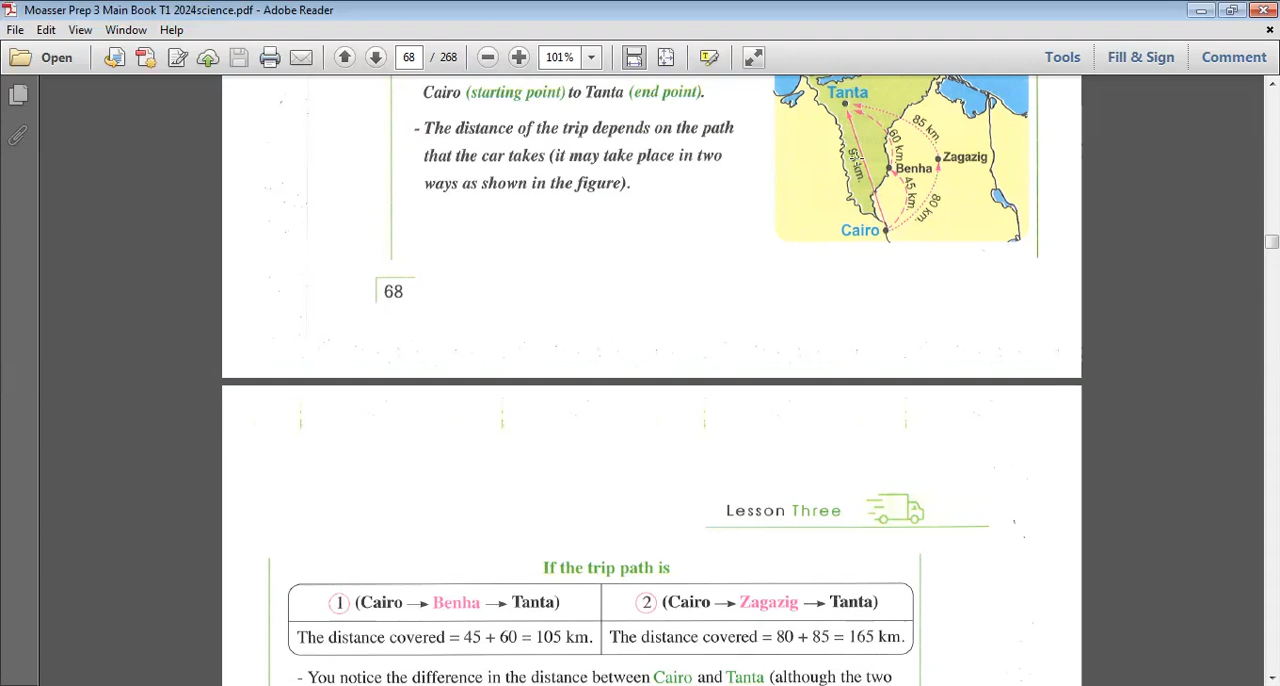 Moasser Prep 3 Main Book T1 2024science.pdf - Adobe Reader
File Edit View Window Help
Open 68 / 268 101% Tools Fill & Sign Comment
Cairo (starting point) to Tanta (end point).
- The distance of the trip depends on the path
that the car takes (it may take place in two
ways as shown in the figure).
Tanta
85 km.
60 km.
Zagazig
93 km.
Benha
45 km.
80 km.
Cairo
68
Lesson Three
If the trip path is
1 (Cairo → Benha → Tanta)
2 (Cairo → Zagazig → Tanta)
The distance covered = 45 + 60 = 105 km.
The distance covered = 80 + 85 = 165 km.
- You notice the difference in the distance between Cairo and Tanta (although the two